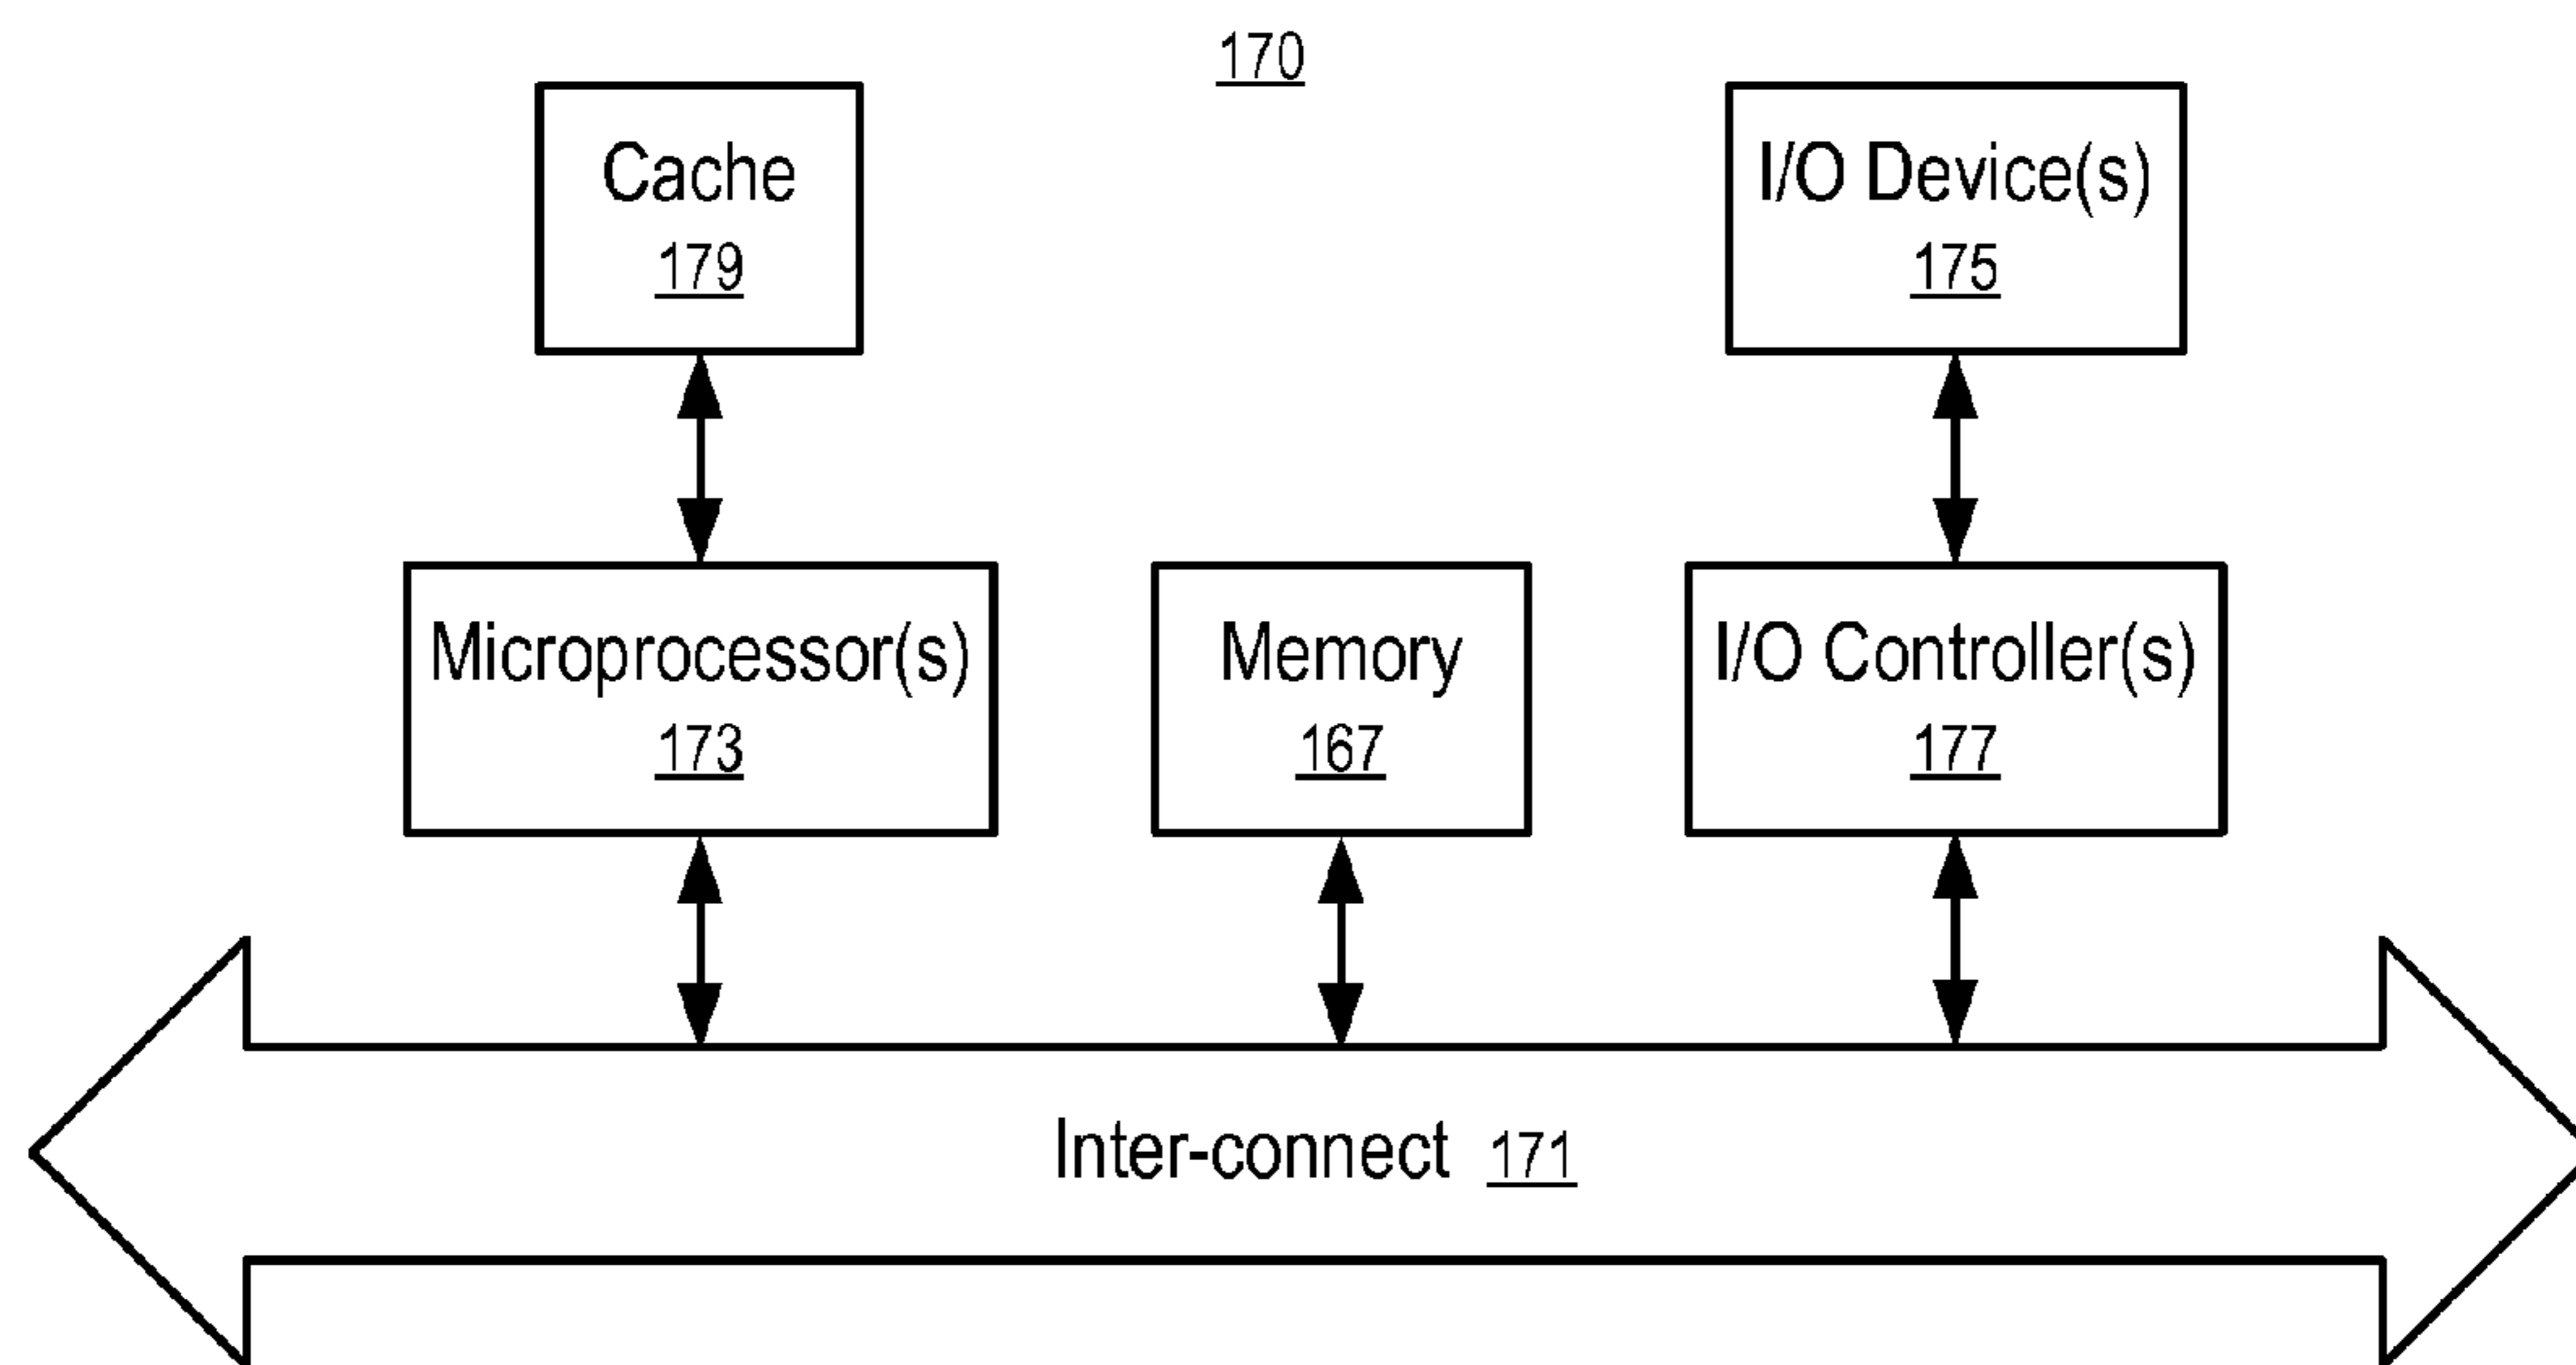 170
Cache
179
I/O Device(s)
175
Microprocessor(s)
173
Memory
167
I/O Controller(s)
177
Inter-connect 171